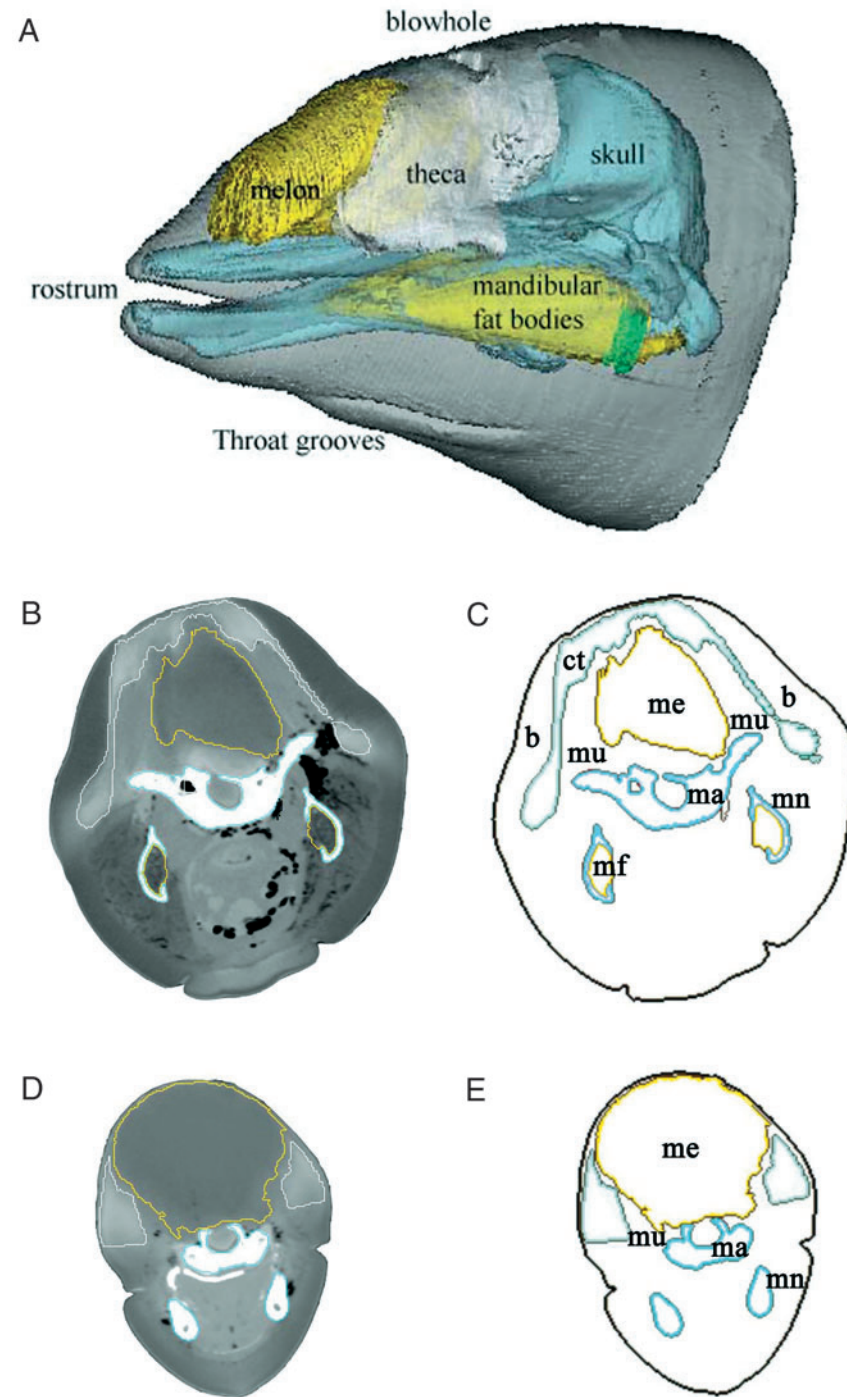 A
blowhole
skull
theca
melon
rostrum
mandibular
fat bodies
Throat grooves
B
C
ct
b
me
mu
b
mu
ma
mn
mf
D
E
me
mu
ma
mn